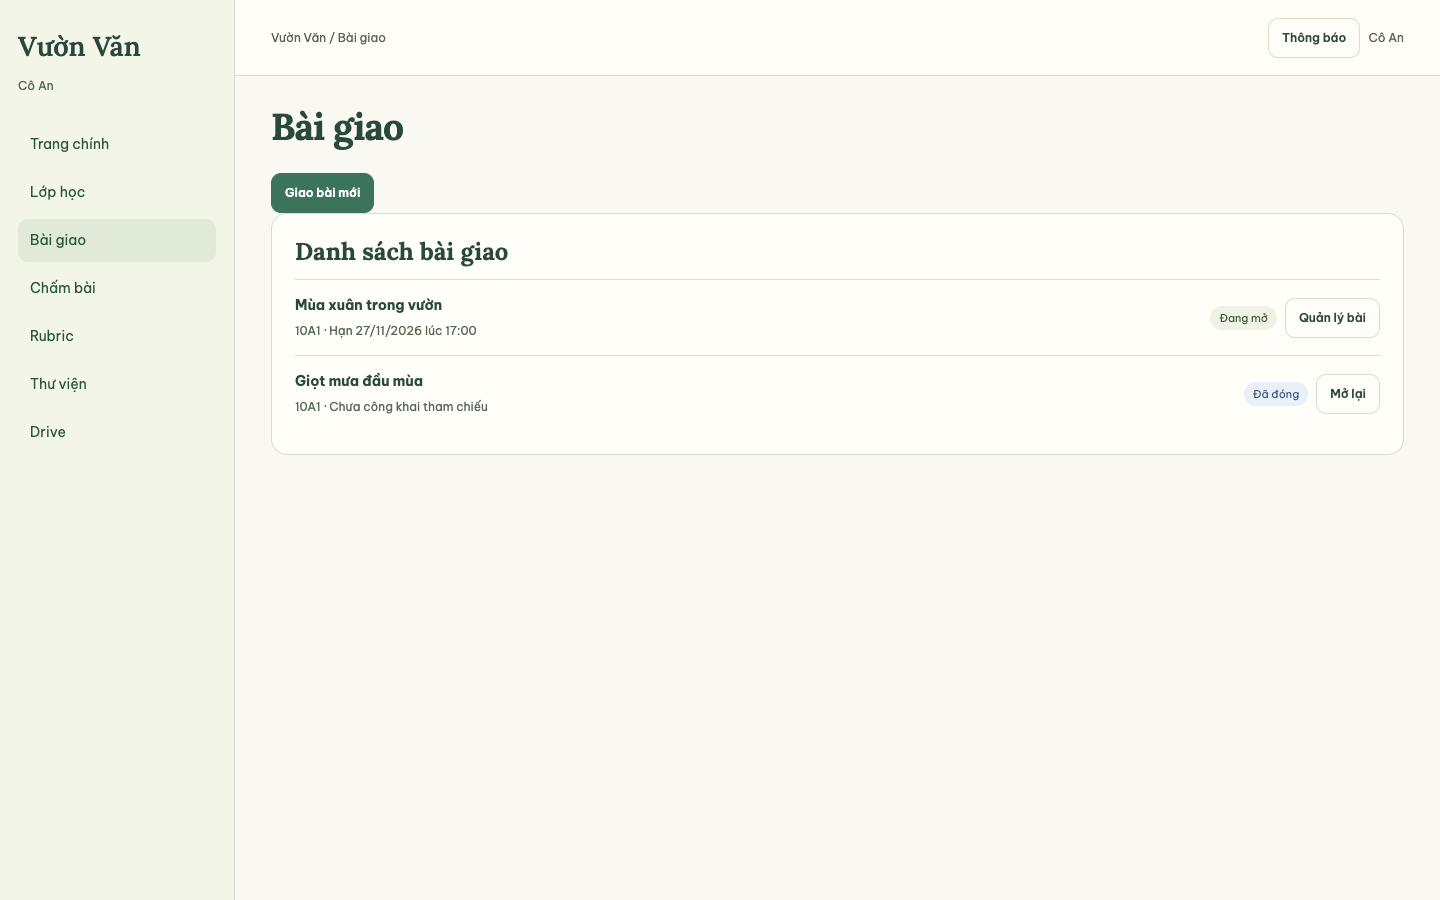 Vườn Văn
Cô An
Trang chính
Lớp học
Bài giao
Chấm bài
Rubric
Thư viện
Drive
Vườn Văn / Bài giao
Thông báo
Cô An
Bài giao
Giao bài mới
Danh sách bài giao
Mùa xuân trong vườn
10A1 · Hạn 27/11/2026 lúc 17:00
Đang mở
Quản lý bài
Giọt mưa đầu mùa
10A1 · Chưa công khai tham chiếu
Đã đóng
Mở lại